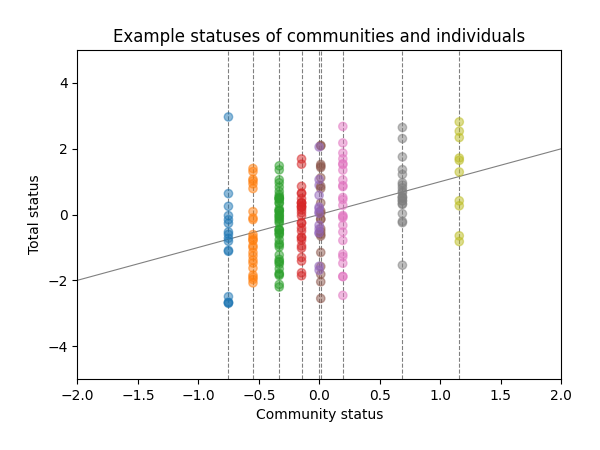 Example statuses of communities and individuals
4
2
0
−2
−4
Total status
−2.0 −1.5 −1.0 −0.5 0.0 0.5 1.0 1.5 2.0
Community status